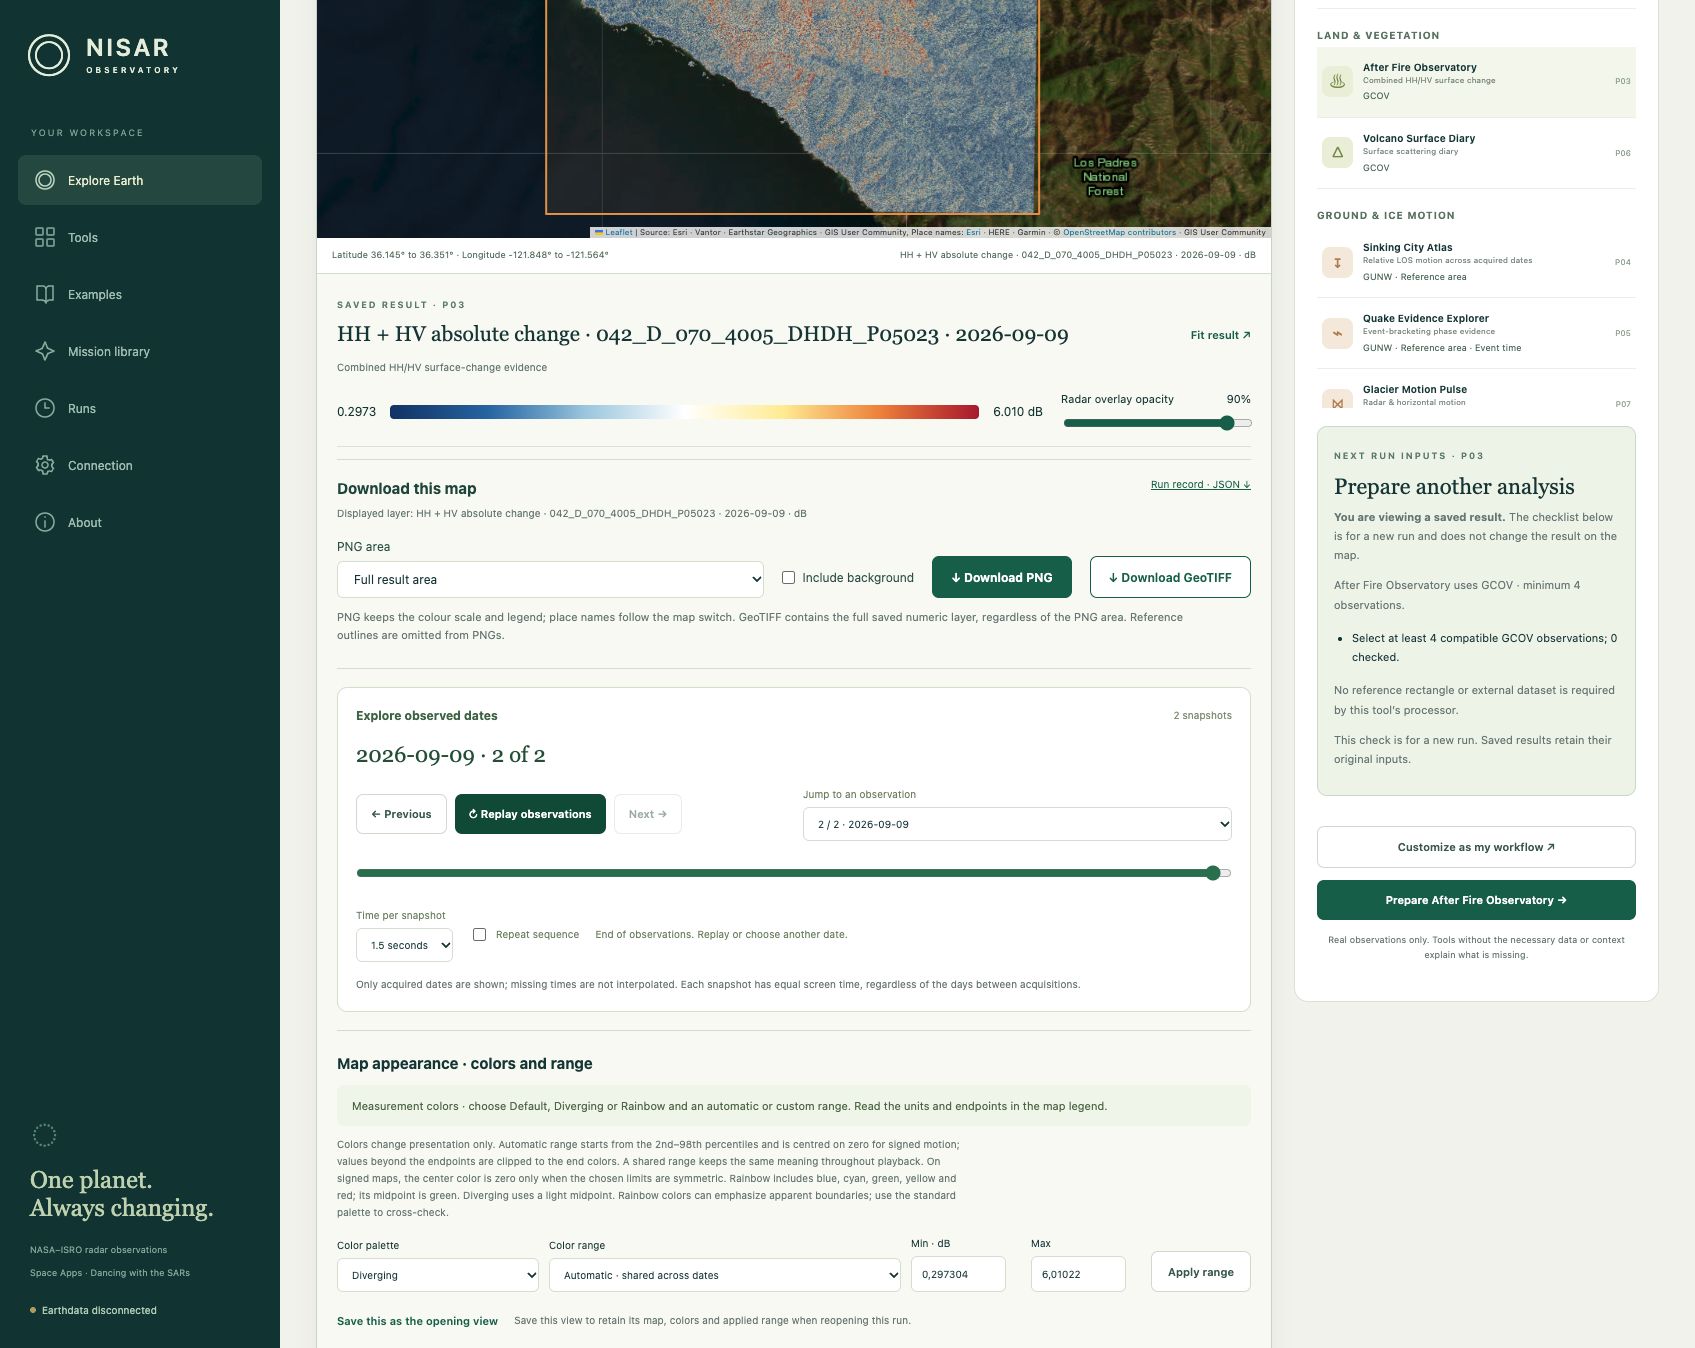 NISAR
OBSERVATORY
YOUR WORKSPACE
Explore Earth
Tools
Examples
Mission library
Runs
Connection
About
One planet.
Always changing.
NASA–ISRO radar observations
Space Apps · Dancing with the SARs
Earthdata disconnected
Los Padres
National
Forest
Leaflet | Source: Esri · Vantor · Earthstar Geographics · GIS User Community, Place names: Esri · HERE · Garmin · © OpenStreetMap contributors · GIS User Community
Latitude 36.145° to 36.351° · Longitude -121.848° to -121.564°
HH + HV absolute change · 042_D_070_4005_DHDH_P05023 · 2026-09-09 · dB
SAVED RESULT · P03
HH + HV absolute change · 042_D_070_4005_DHDH_P05023 · 2026-09-09
Fit result ↗
Combined HH/HV surface-change evidence
0.2973
6.010 dB
Radar overlay opacity
90%
Download this map
Run record · JSON ↓
Displayed layer: HH + HV absolute change · 042_D_070_4005_DHDH_P05023 · 2026-09-09 · dB
PNG area
Full result area
Include background
↓ Download PNG
↓ Download GeoTIFF
PNG keeps the colour scale and legend; place names follow the map switch. GeoTIFF contains the full saved numeric layer, regardless of the PNG area. Reference
outlines are omitted from PNGs.
Explore observed dates
2 snapshots
2026-09-09 · 2 of 2
← Previous
↻ Replay observations
Next →
Jump to an observation
2 / 2 · 2026-09-09
Time per snapshot
1.5 seconds
Repeat sequence
End of observations. Replay or choose another date.
Only acquired dates are shown; missing times are not interpolated. Each snapshot has equal screen time, regardless of the days between acquisitions.
Map appearance · colors and range
Measurement colors · choose Default, Diverging or Rainbow and an automatic or custom range. Read the units and endpoints in the map legend.
Colors change presentation only. Automatic range starts from the 2nd–98th percentiles and is centred on zero for signed motion;
values beyond the endpoints are clipped to the end colors. A shared range keeps the same meaning throughout playback. On
signed maps, the center color is zero only when the chosen limits are symmetric. Rainbow includes blue, cyan, green, yellow and
red; its midpoint is green. Diverging uses a light midpoint. Rainbow colors can emphasize apparent boundaries; use the standard
palette to cross-check.
Color palette
Diverging
Color range
Automatic · shared across dates
Min · dB
0,297304
Max
6,01022
Apply range
Save this as the opening view
Save this view to retain its map, colors and applied range when reopening this run.
LAND & VEGETATION
After Fire Observatory
Combined HH/HV surface change
GCOV
P03
Volcano Surface Diary
Surface scattering diary
GCOV
P06
GROUND & ICE MOTION
Sinking City Atlas
Relative LOS motion across acquired dates
GUNW · Reference area
P04
Quake Evidence Explorer
Event-bracketing phase evidence
GUNW · Reference area · Event time
P05
Glacier Motion Pulse
Radar & horizontal motion
P07
NEXT RUN INPUTS · P03
Prepare another analysis
You are viewing a saved result. The checklist below
is for a new run and does not change the result on the
map.
After Fire Observatory uses GCOV · minimum 4
observations.
• Select at least 4 compatible GCOV observations; 0
checked.
No reference rectangle or external dataset is required
by this tool's processor.
This check is for a new run. Saved results retain their
original inputs.
Customize as my workflow ↗
Prepare After Fire Observatory →
Real observations only. Tools without the necessary data or context
explain what is missing.